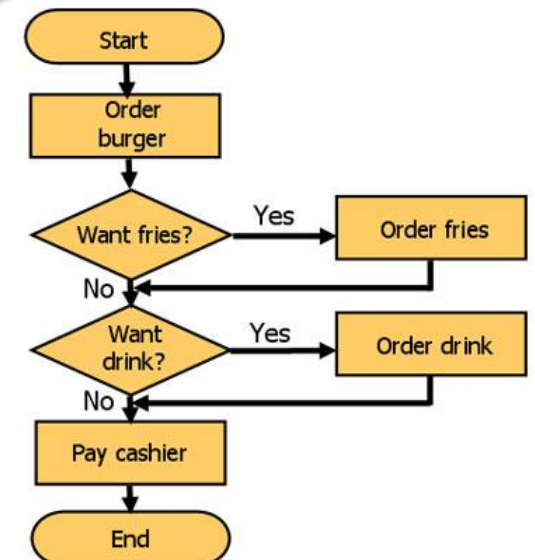 Start
Order
burger
Want fries?
Yes
Order fries
No
Want
drink?
Yes
Order drink
No
Pay cashier
End